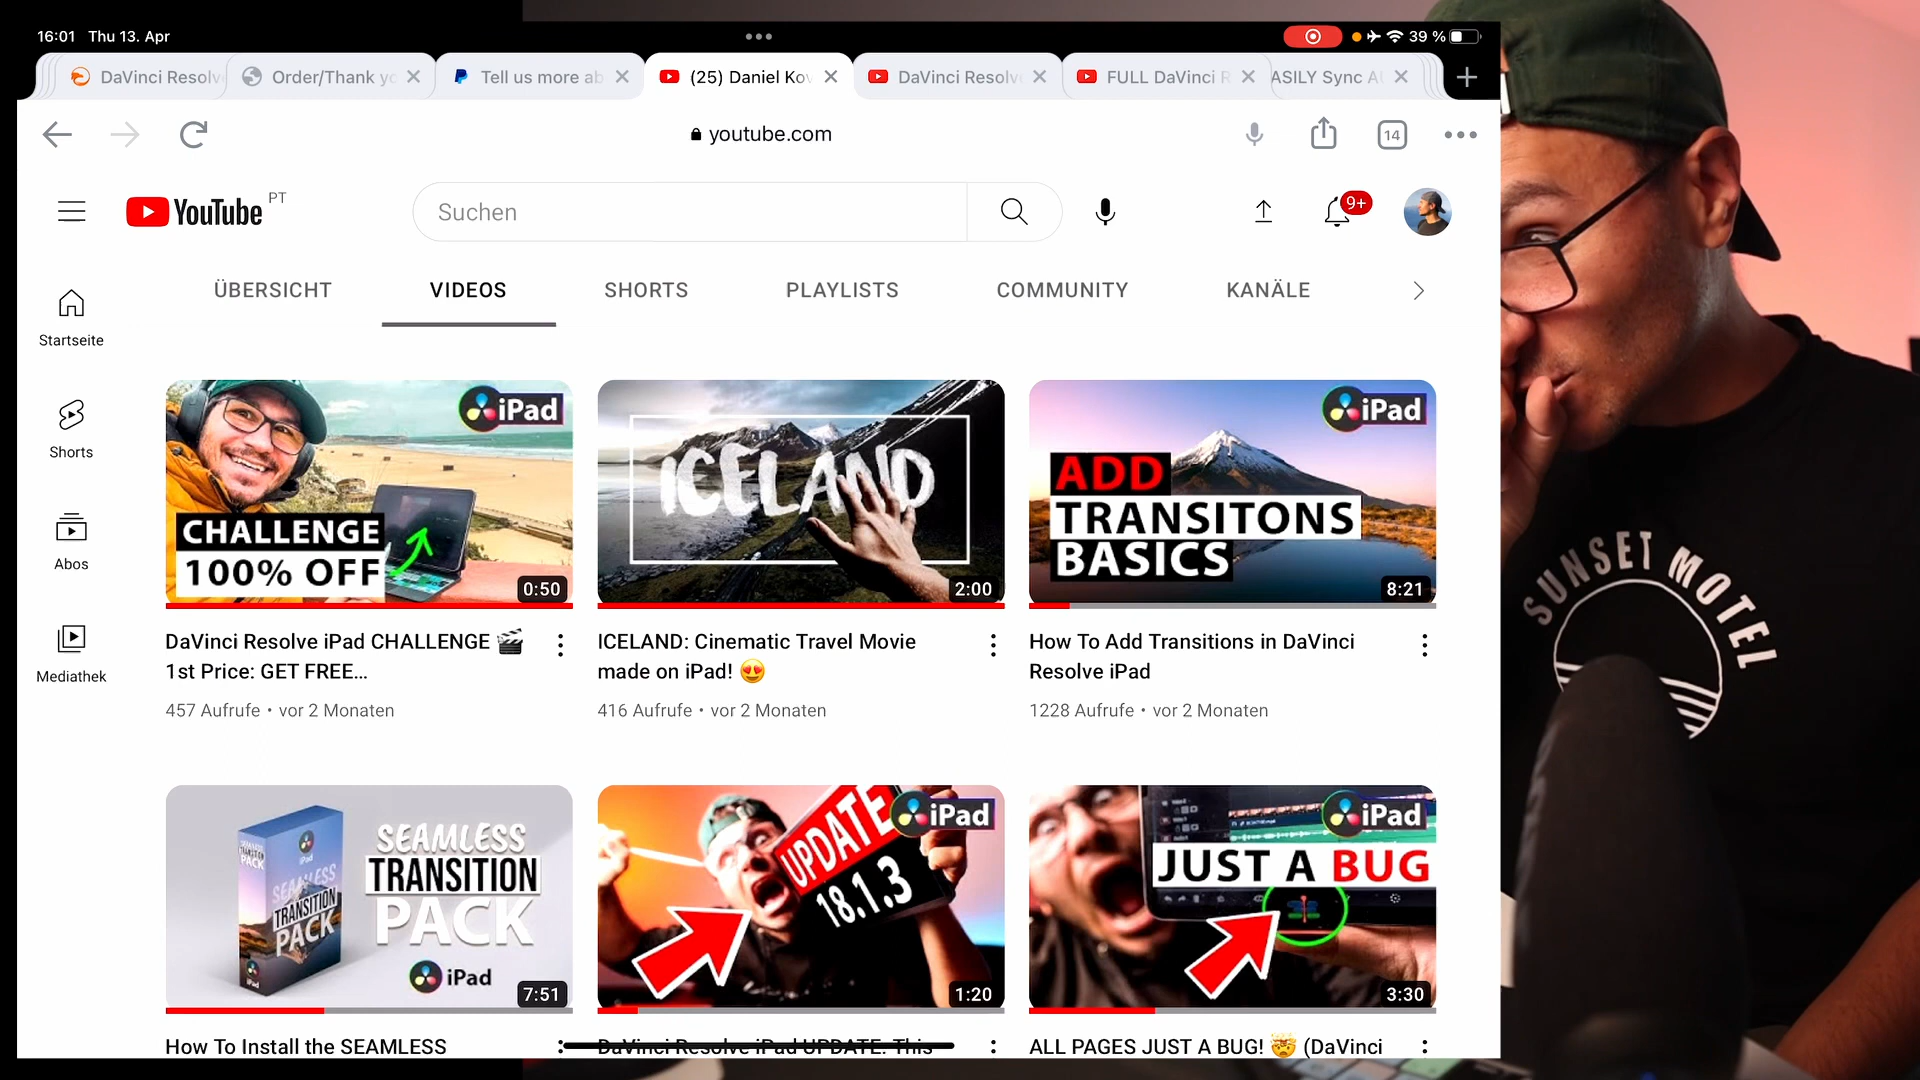 16:01 Thu 13. Apr
39 %
DaVinci Resolv
Order/Thank yo
Tell us more ab
(25) Daniel Kov
DaVinci Resolv
FULL DaVinci R
ASILY Sync A
youtube.com
14
YouTube PT
Suchen
9+
ÜBERSICHT
VIDEOS
SHORTS
PLAYLISTS
COMMUNITY
KANÄLE
Startseite
Shorts
Abos
Mediathek
iPad
CHALLENGE
100% OFF
0:50
ICELAND
2:00
iPad
ADD
TRANSITONS
BASICS
8:21
DaVinci Resolve iPad CHALLENGE 🎬
1st Price: GET FREE...
457 Aufrufe • vor 2 Monaten
ICELAND: Cinematic Travel Movie
made on iPad! 😍
416 Aufrufe • vor 2 Monaten
How To Add Transitions in DaVinci
Resolve iPad
1228 Aufrufe • vor 2 Monaten
SEAMLESS
TRANSITION
PACK
SEAMLESS
TRANSITION
PACK
iPad
7:51
iPad
UPDATE
18.1.3
1:20
iPad
JUST A BUG
3:30
How To Install the SEAMLESS
DaVinci Resolve iPad UPDATE: This
ALL PAGES JUST A BUG! 🤯 (DaVinci
SUNSET MOTEL